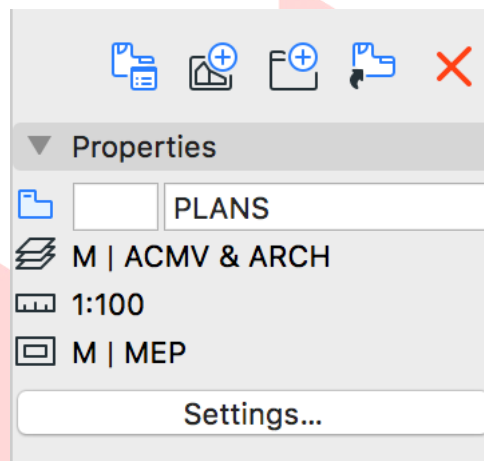 Properties
PLANS
M | ACMV & ARCH
1:100
M | MEP
Settings...